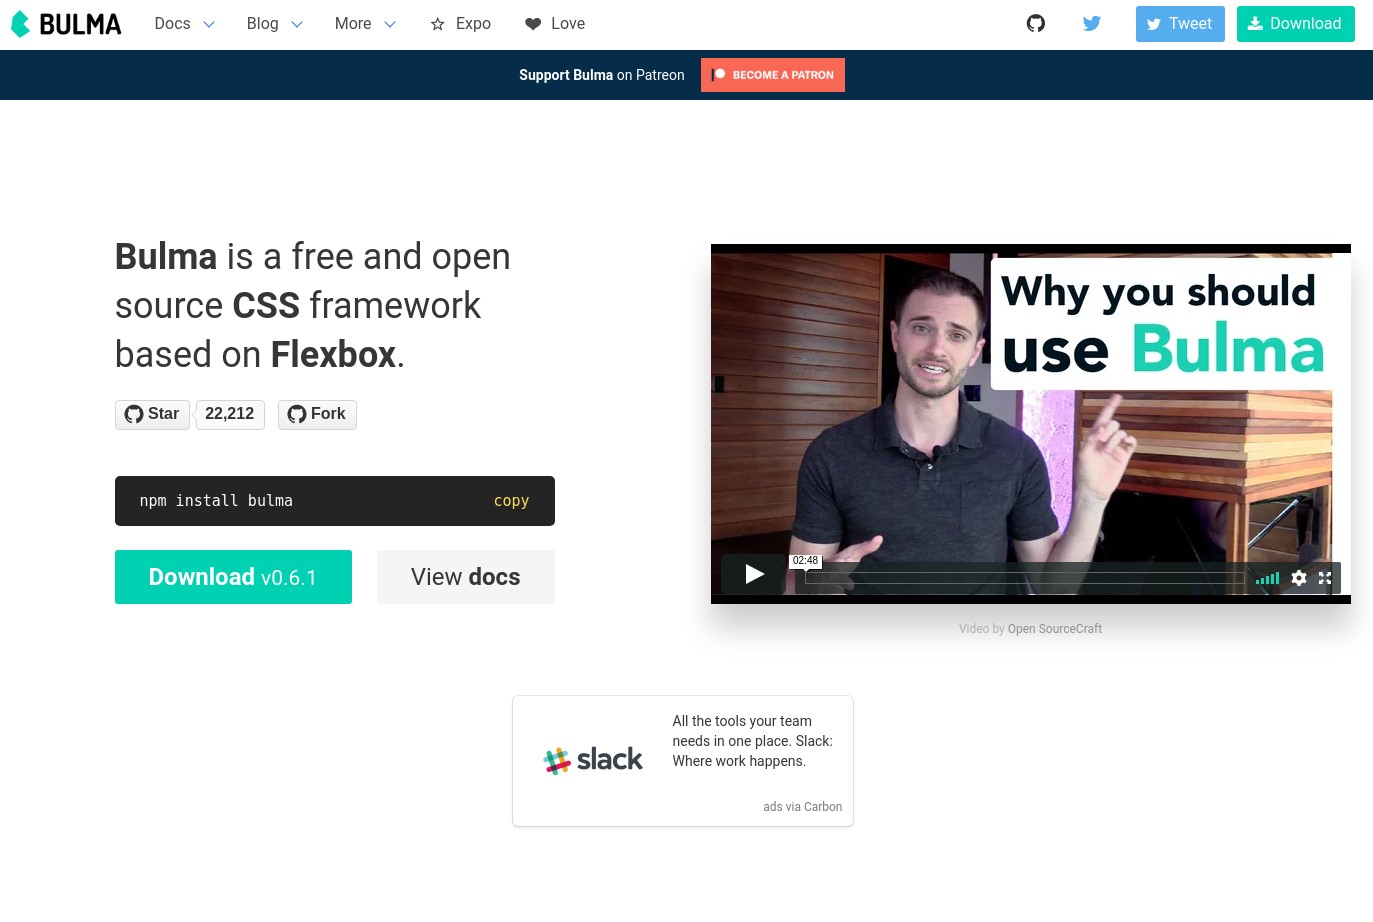 BULMA
Docs
Blog
More
Expo
Love
Tweet
Download
Support Bulma on Patreon
BECOME A PATRON
Bulma is a free and open
source CSS framework
based on Flexbox.
Star
22,212
Fork
npm install bulma
copy
Download v0.6.1
View docs
Why you should
use Bulma
02:48
Video by Open SourceCraft
slack
All the tools your team
needs in one place. Slack:
Where work happens.
ads via Carbon